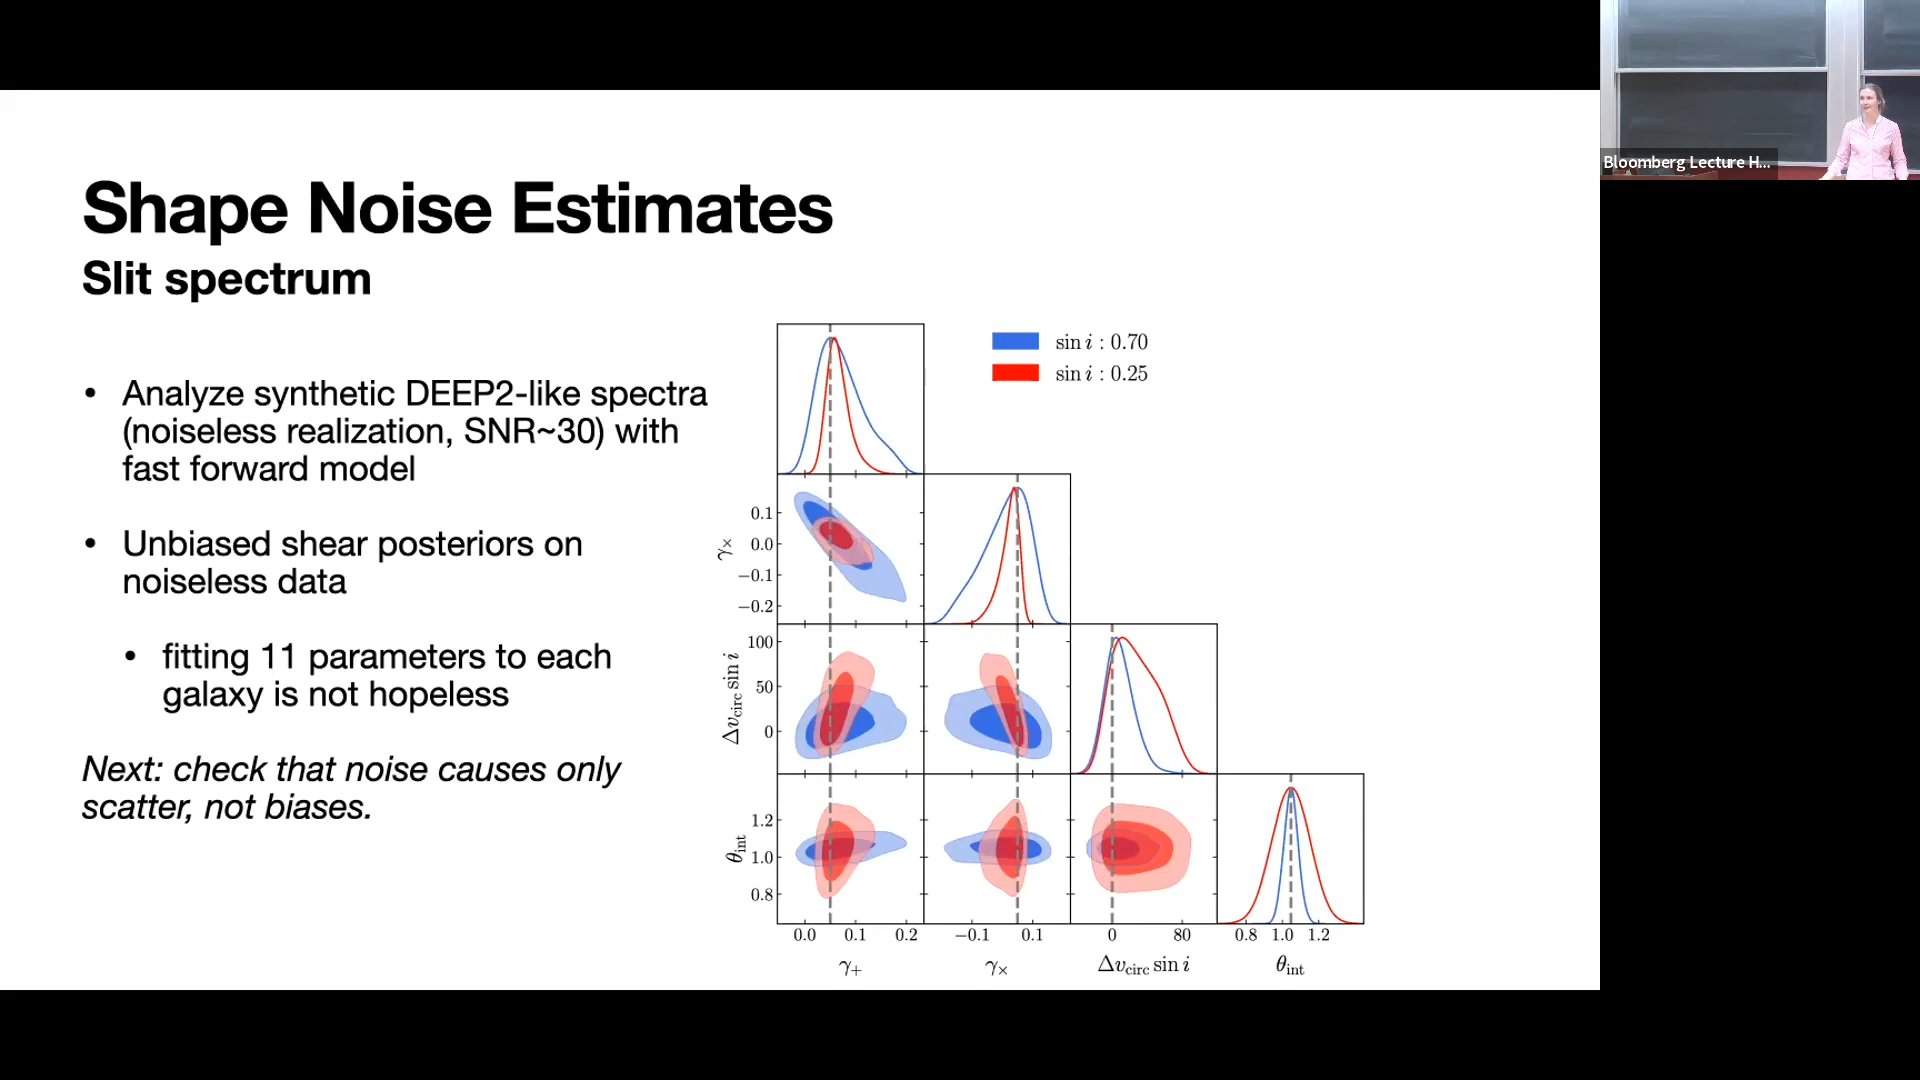 Bloomberg Lecture H...
Shape Noise Estimates
Slit spectrum
• Analyze synthetic DEEP2-like spectra
(noiseless realization, SNR~30) with
fast forward model
• Unbiased shear posteriors on
noiseless data
• fitting 11 parameters to each
galaxy is not hopeless
Next: check that noise causes only
scatter, not biases.
sin i : 0.70
sin i : 0.25
γ×
0.1
0.0
−0.1
−0.2
Δv_circ sin i
100
50
0
θ_int
1.2
1.0
0.8
0.0 0.1 0.2
−0.1 0.1
0 80
0.8 1.0 1.2
γ+
γ×
Δv_circ sin i
θ_int